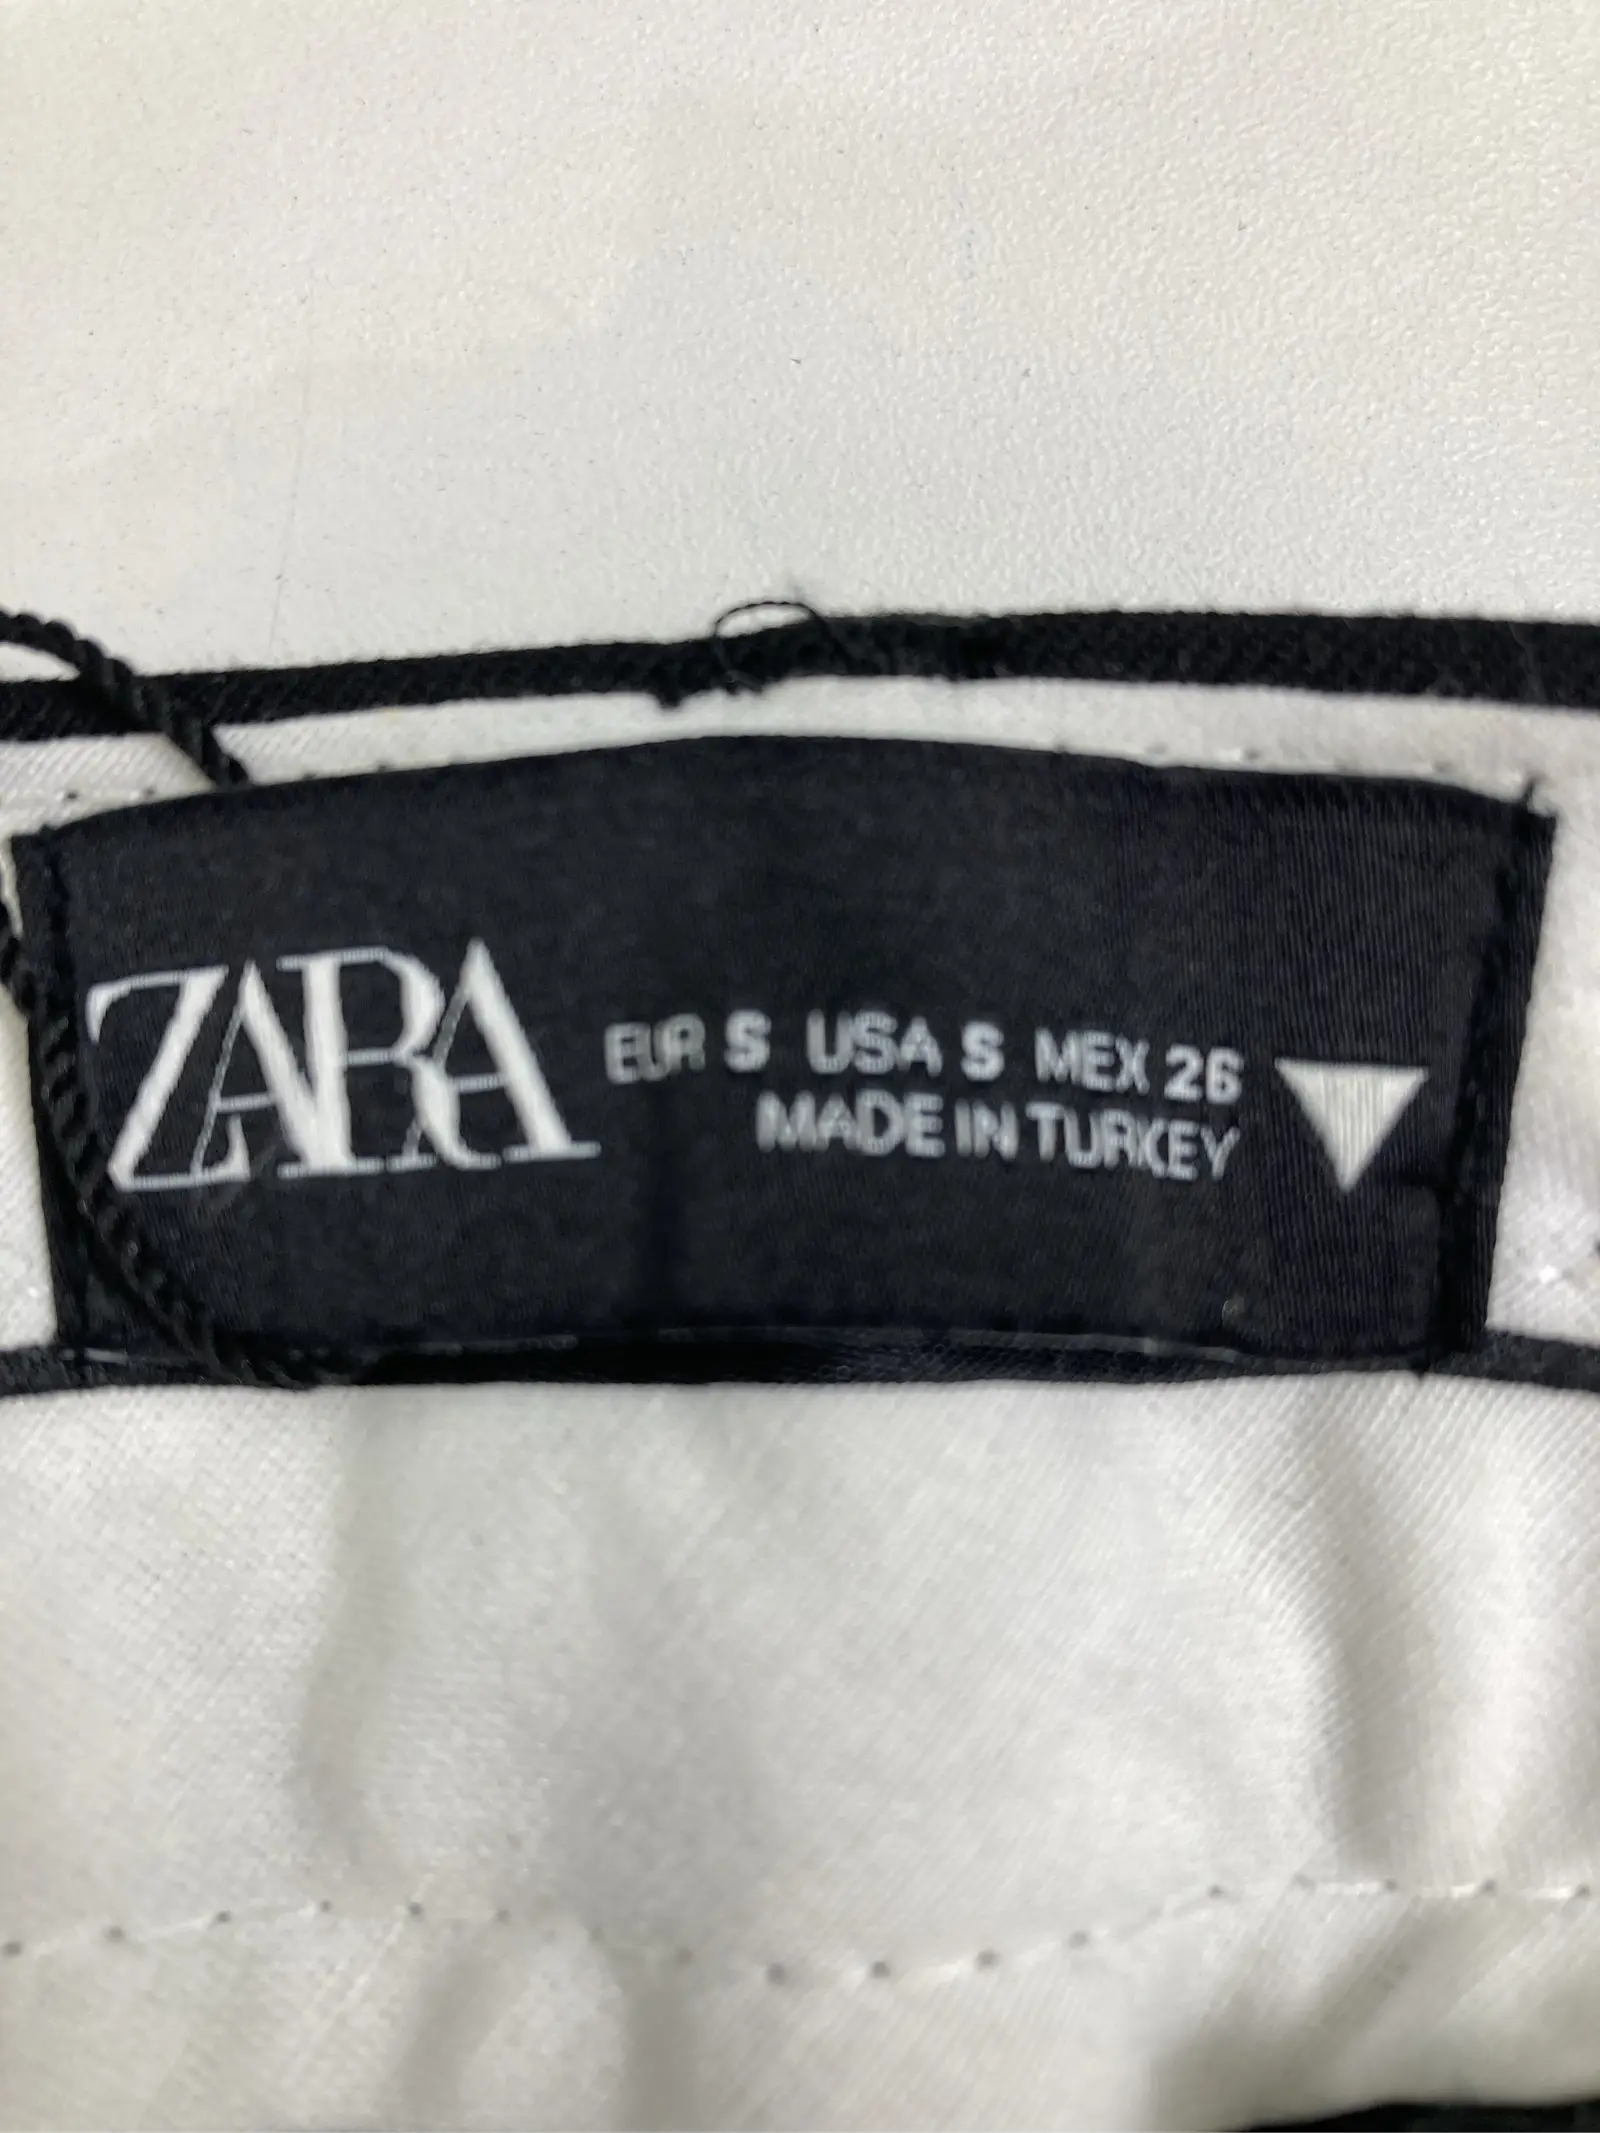 ZARA
EUR S USA S MEX 26
MADE IN TURKEY